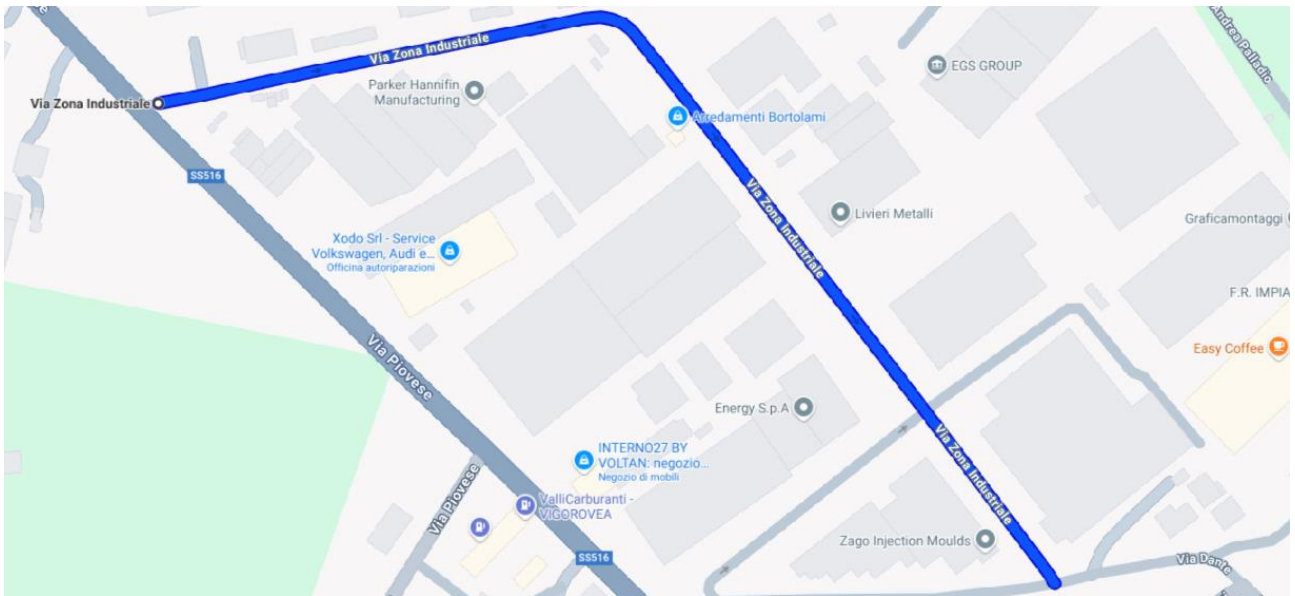 Via Zona Industriale
Via Zona Industriale
Parker Hannifin
Manufacturing
EGS GROUP
Andrea Palladio
Arredamenti Bortolami
SS516
Via Zona Industriale
Livieri Metalli
Graficamontaggi
Xodo Srl - Service
Volkswagen, Audi e...
Officina autoriparazioni
F.R. IMPIA
Easy Coffee
Via Piovese
Energy S.p.A
Via Zona Industriale
INTERNO27 BY
VOLTAN: negozio...
Negozio di mobili
Via Piovese
ValliCarburanti -
VIGOROVEA
Zago Injection Moulds
SS516
Via Dante